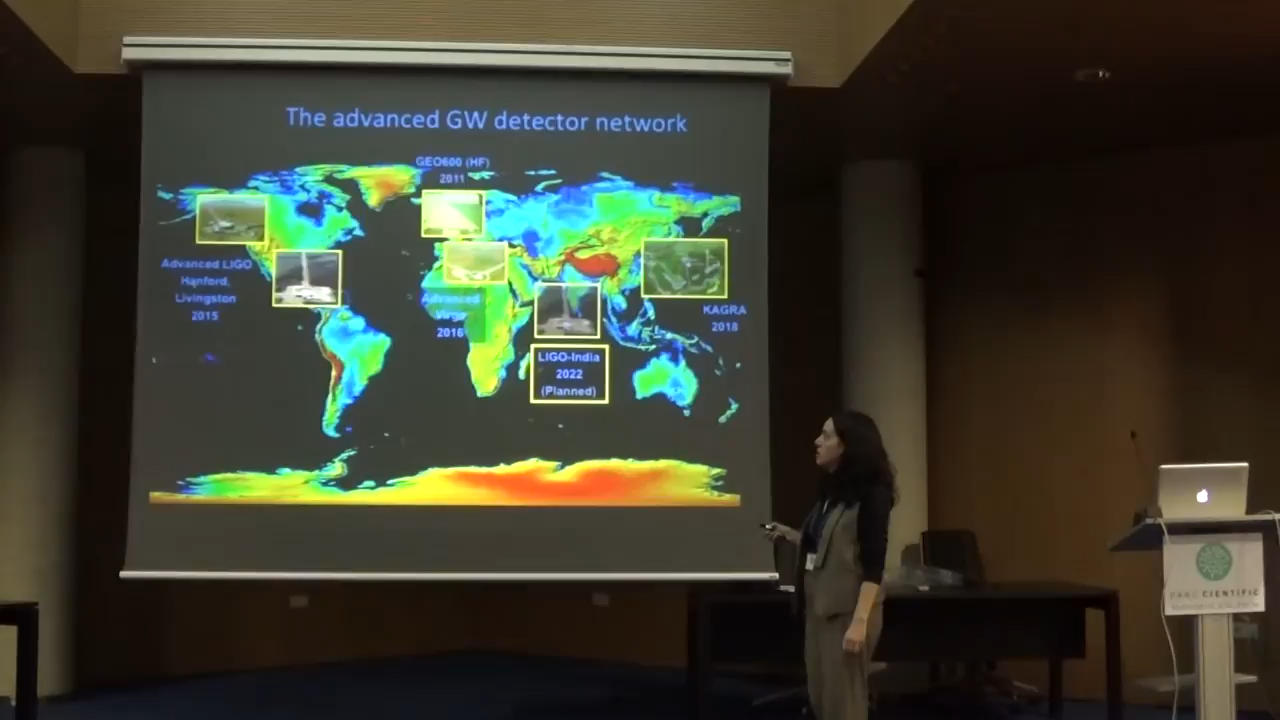 The advanced GW detector network
GEO600 (HF)
2011
Advanced LIGO
Hanford,
Livingston
2015
Advanced
Virgo
2016
LIGO-India
2022
(Planned)
KAGRA
2018
PARC CIENTÍFIC